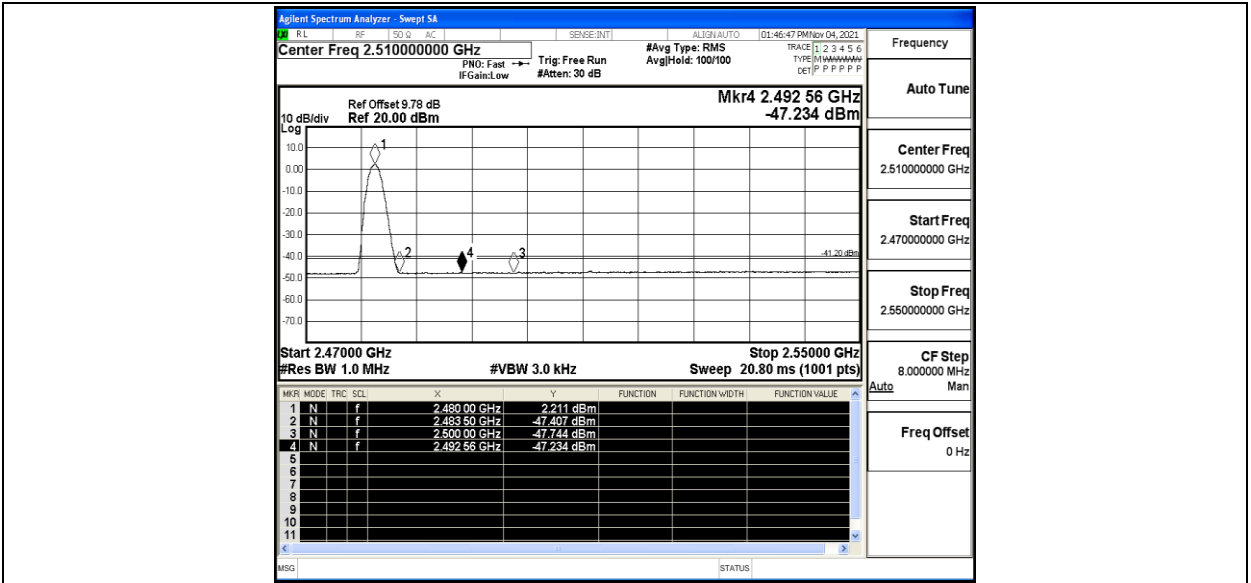 Agilent Spectrum Analyzer - Swept SA
RL RF 50 Ω AC SENSE:INT ALIGN AUTO 01:46:47 PM Nov 04, 2021
Center Freq 2.510000000 GHz
PNO: Fast
IFGain:Low
Trig: Free Run
#Atten: 30 dB
#Avg Type: RMS
Avg|Hold: 100/100
TRACE 1 2 3 4 5 6
TYPE M WWWWW
DET P P P P P P
Mkr4 2.492 56 GHz
-47.234 dBm
Ref Offset 9.78 dB
10 dB/div Ref 20.00 dBm
Log
10.0
0.00
-10.0
-20.0
-30.0
-40.0
-50.0
-60.0
-70.0
1
2
4
3
-41.20 dBm
Start 2.47000 GHz Stop 2.55000 GHz
#Res BW 1.0 MHz #VBW 3.0 kHz Sweep 20.80 ms (1001 pts)
MKR MODE TRC SCL X Y FUNCTION FUNCTION WIDTH FUNCTION VALUE
1 N f 2.480 00 GHz 2.211 dBm
2 N f 2.483 50 GHz -47.407 dBm
3 N f 2.500 00 GHz -47.744 dBm
4 N f 2.492 56 GHz -47.234 dBm
5
6
7
8
9
10
11
MSG STATUS
Frequency
Auto Tune
Center Freq
2.510000000 GHz
Start Freq
2.470000000 GHz
Stop Freq
2.550000000 GHz
CF Step
8.000000 MHz
Auto Man
Freq Offset
0 Hz